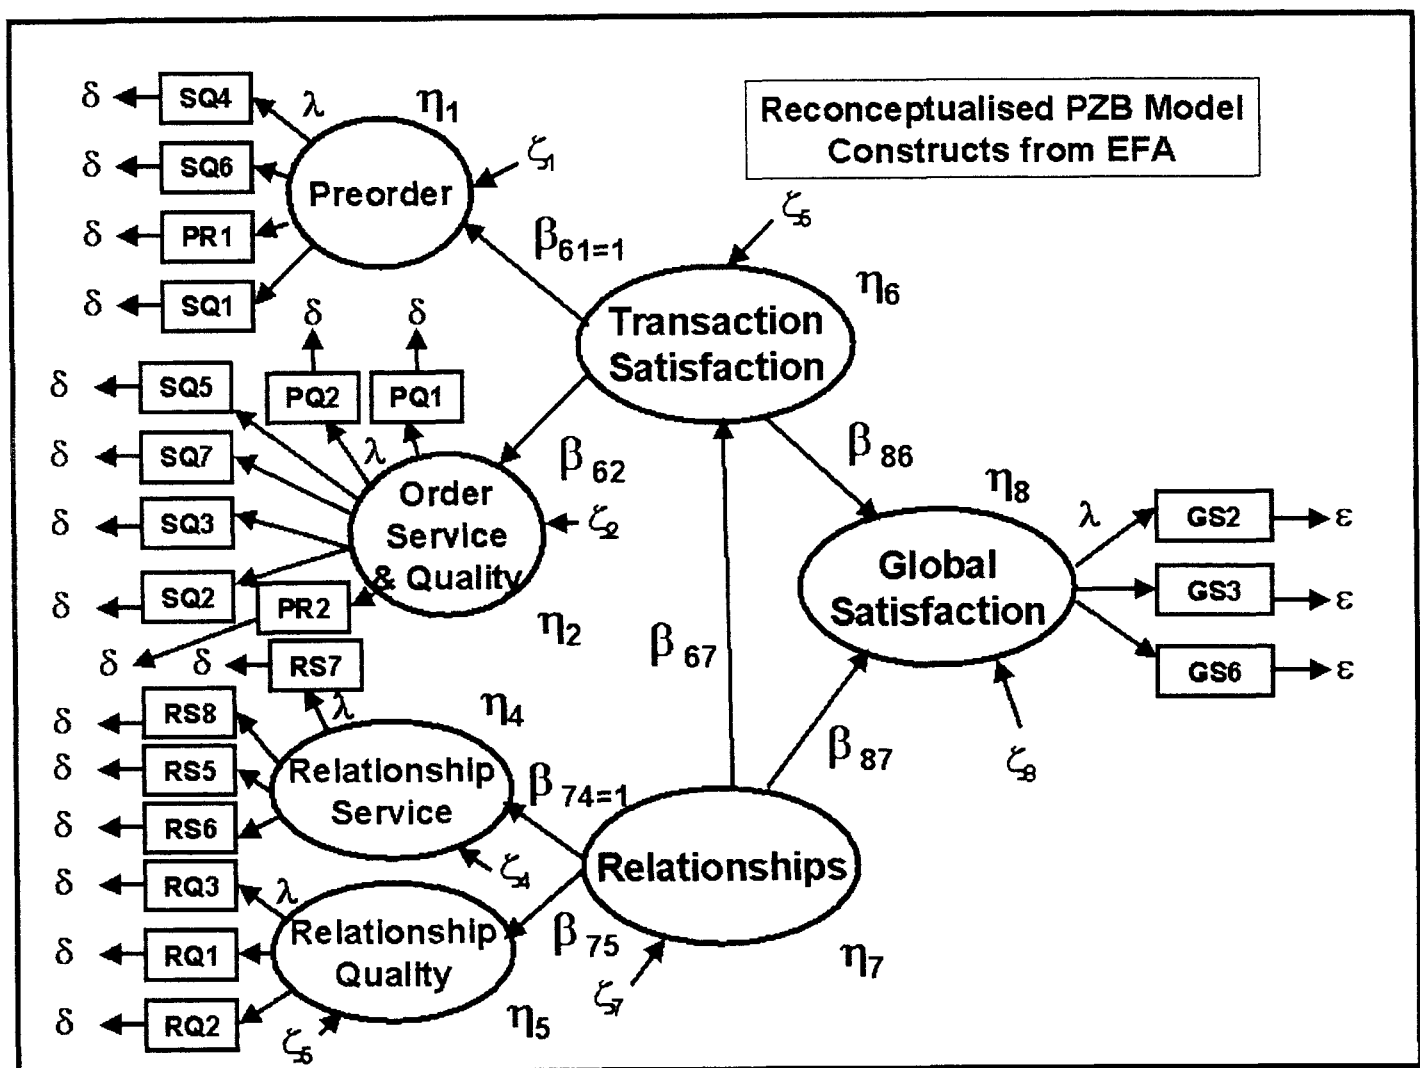 Reconceptualised PZB Model
Constructs from EFA
δ SQ4 λ η1
δ SQ6 ζ1
Preorder
δ PR1
δ SQ1
β61=1
ζ5
η6
Transaction
Satisfaction
δ δ
δ SQ5 PQ2 PQ1
δ SQ7 λ
β62
Order
Service
& Quality
ζ2
δ SQ3
δ SQ2 PR2
η2
δ
β86
η8
Global
Satisfaction
λ GS2 ε
GS3 ε
GS6 ε
ζ8
β67
β87
δ RS7
λ η4
δ RS8
δ RS5
δ RS6
Relationship
Service
β74=1
ζ4
Relationships
η7
ζ7
β75
δ RQ3 λ
δ RQ1
δ RQ2
Relationship
Quality
η5
ζ5